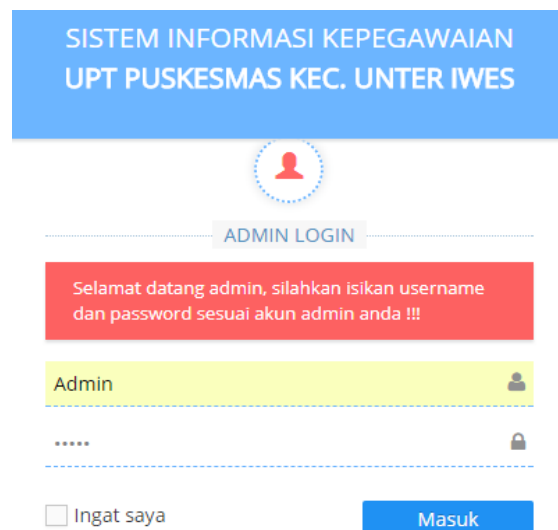 SISTEM INFORMASI KEPEGAWAIAN
UPT PUSKESMAS KEC. UNTER IWES
ADMIN LOGIN
Selamat datang admin, silahkan isikan username
dan password sesuai akun admin anda !!!
Admin
•••••
Ingat saya
Masuk